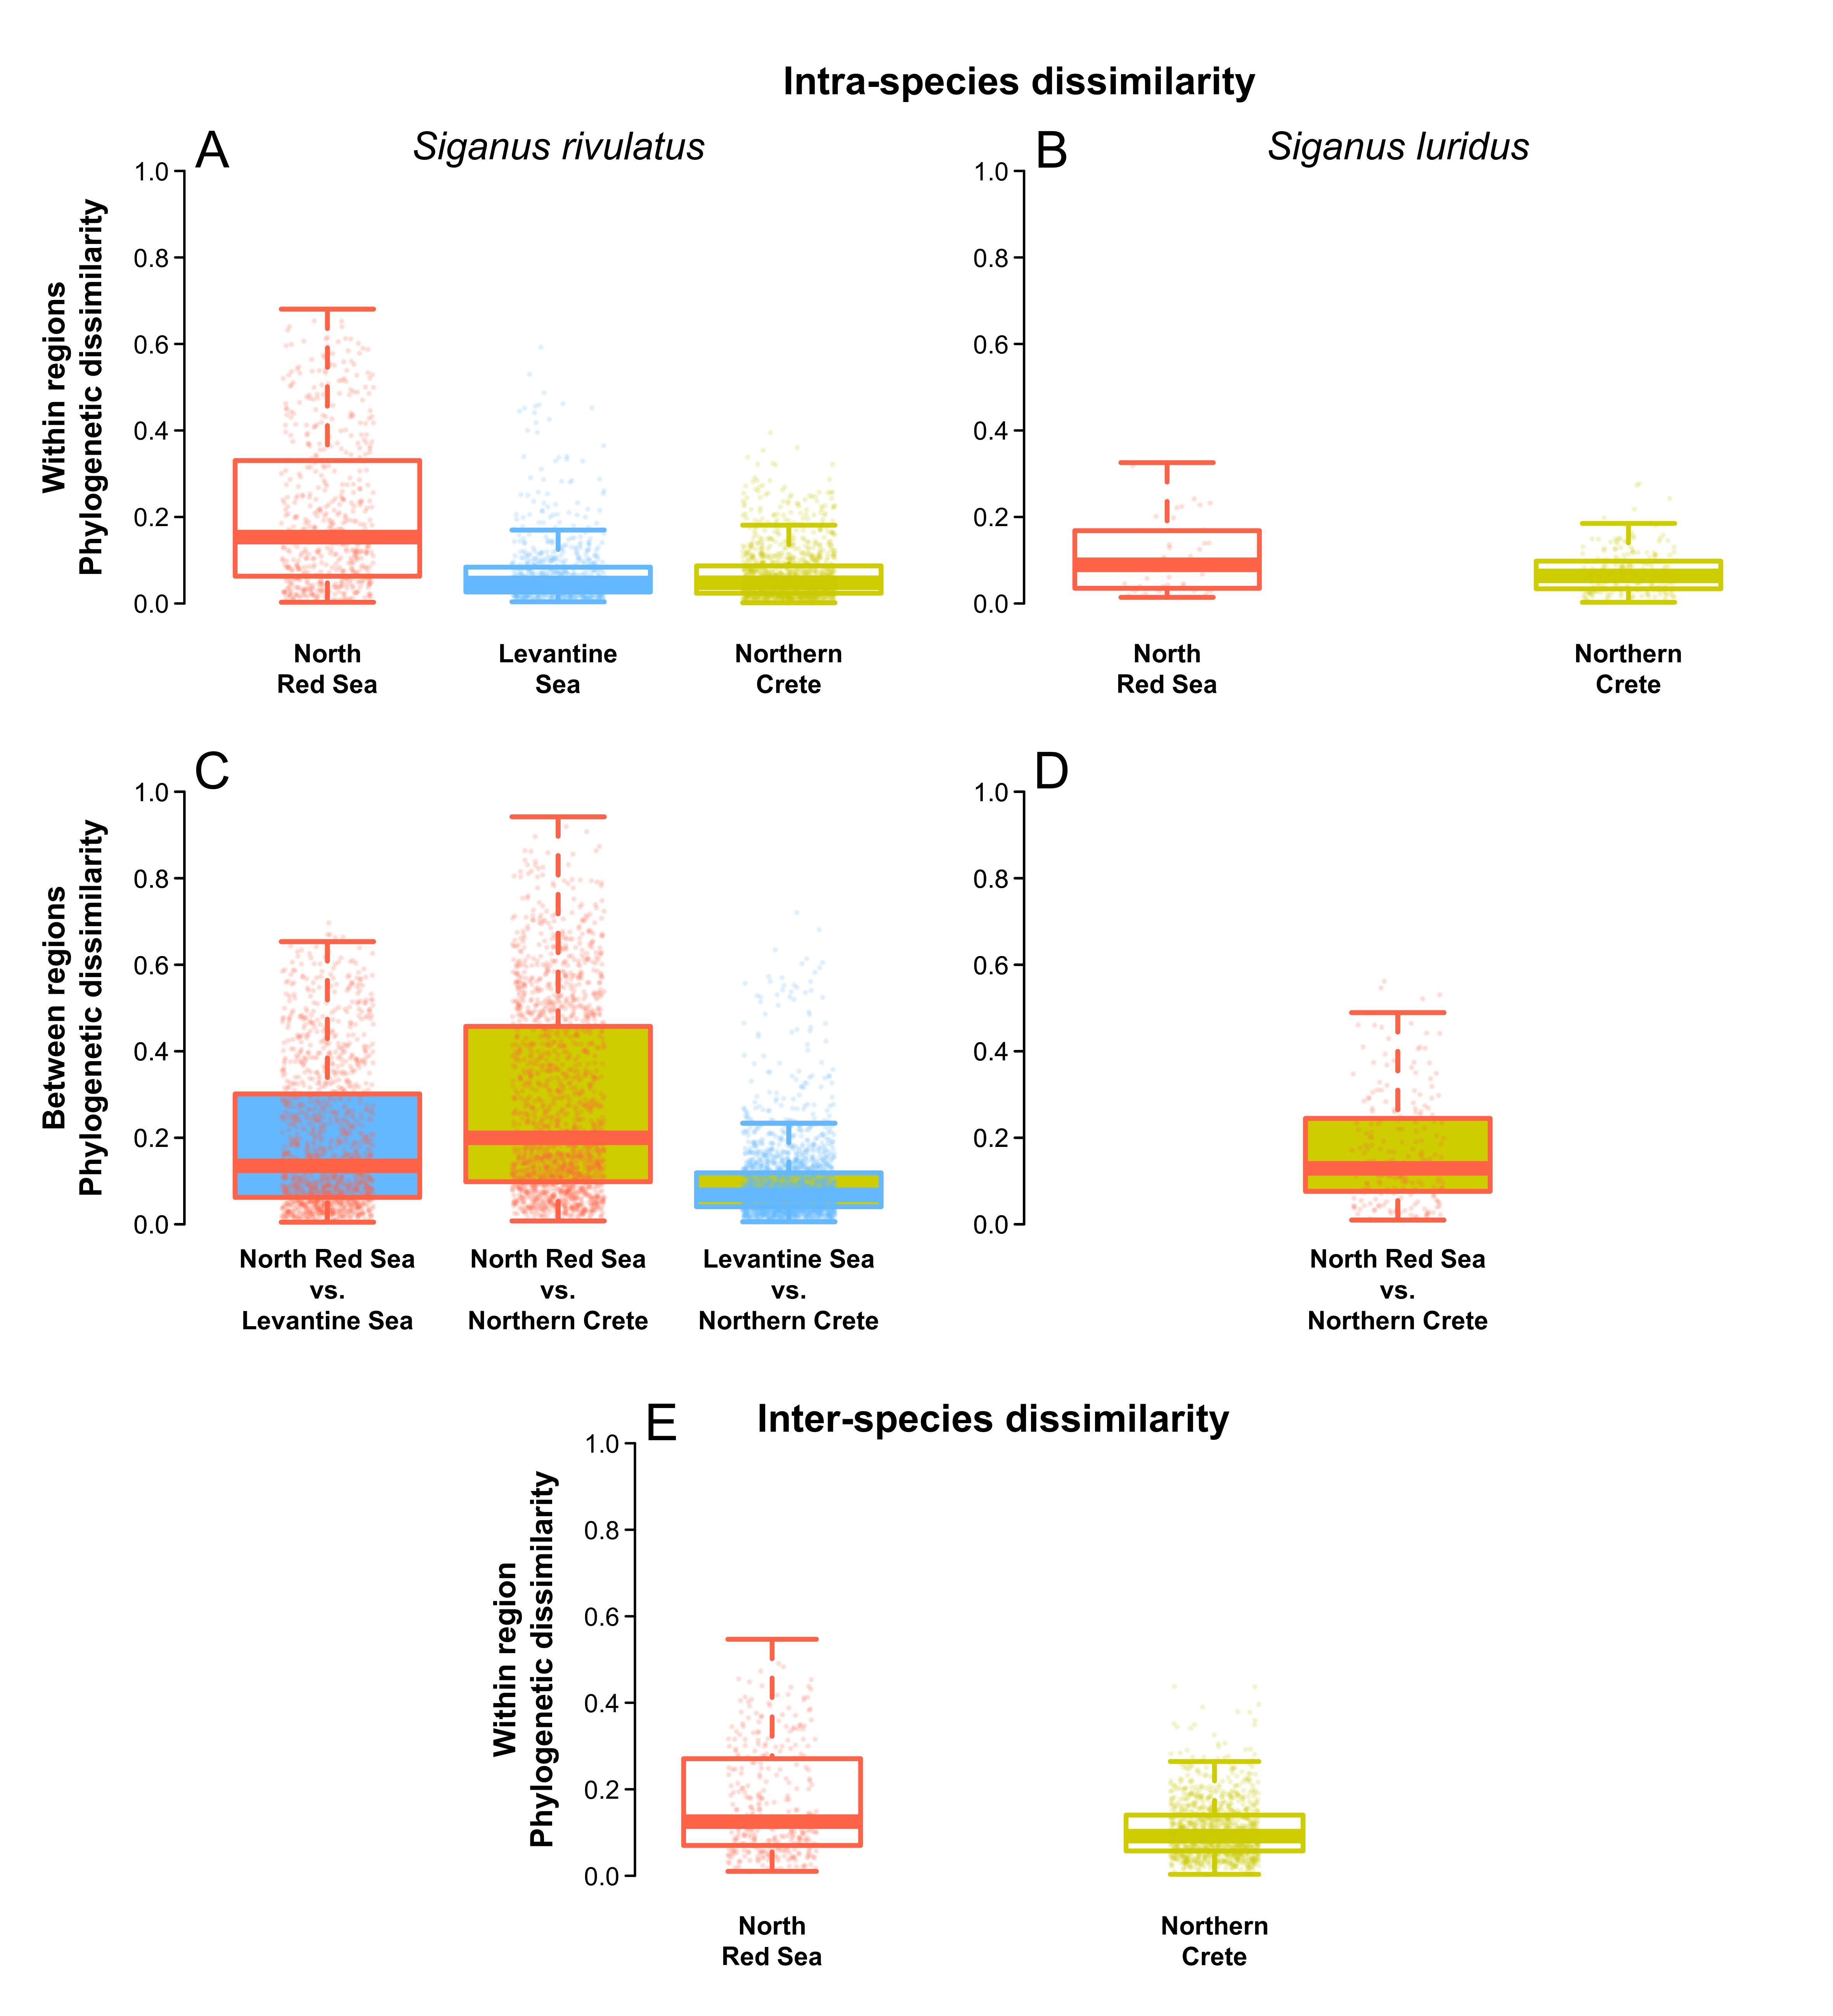 Intra-species dissimilarity
A
Siganus rivulatus
B
Siganus luridus
Within regions
Phylogenetic dissimilarity
1.0
0.8
0.6
0.4
0.2
0.0
North
Red Sea
Levantine
Sea
Northern
Crete
1.0
0.8
0.6
0.4
0.2
0.0
North
Red Sea
Northern
Crete
C
D
Between regions
Phylogenetic dissimilarity
1.0
0.8
0.6
0.4
0.2
0.0
North Red Sea
vs.
Levantine Sea
North Red Sea
vs.
Northern Crete
Levantine Sea
vs.
Northern Crete
1.0
0.8
0.6
0.4
0.2
0.0
North Red Sea
vs.
Northern Crete
E
Inter-species dissimilarity
Within region
Phylogenetic dissimilarity
1.0
0.8
0.6
0.4
0.2
0.0
North
Red Sea
Northern
Crete